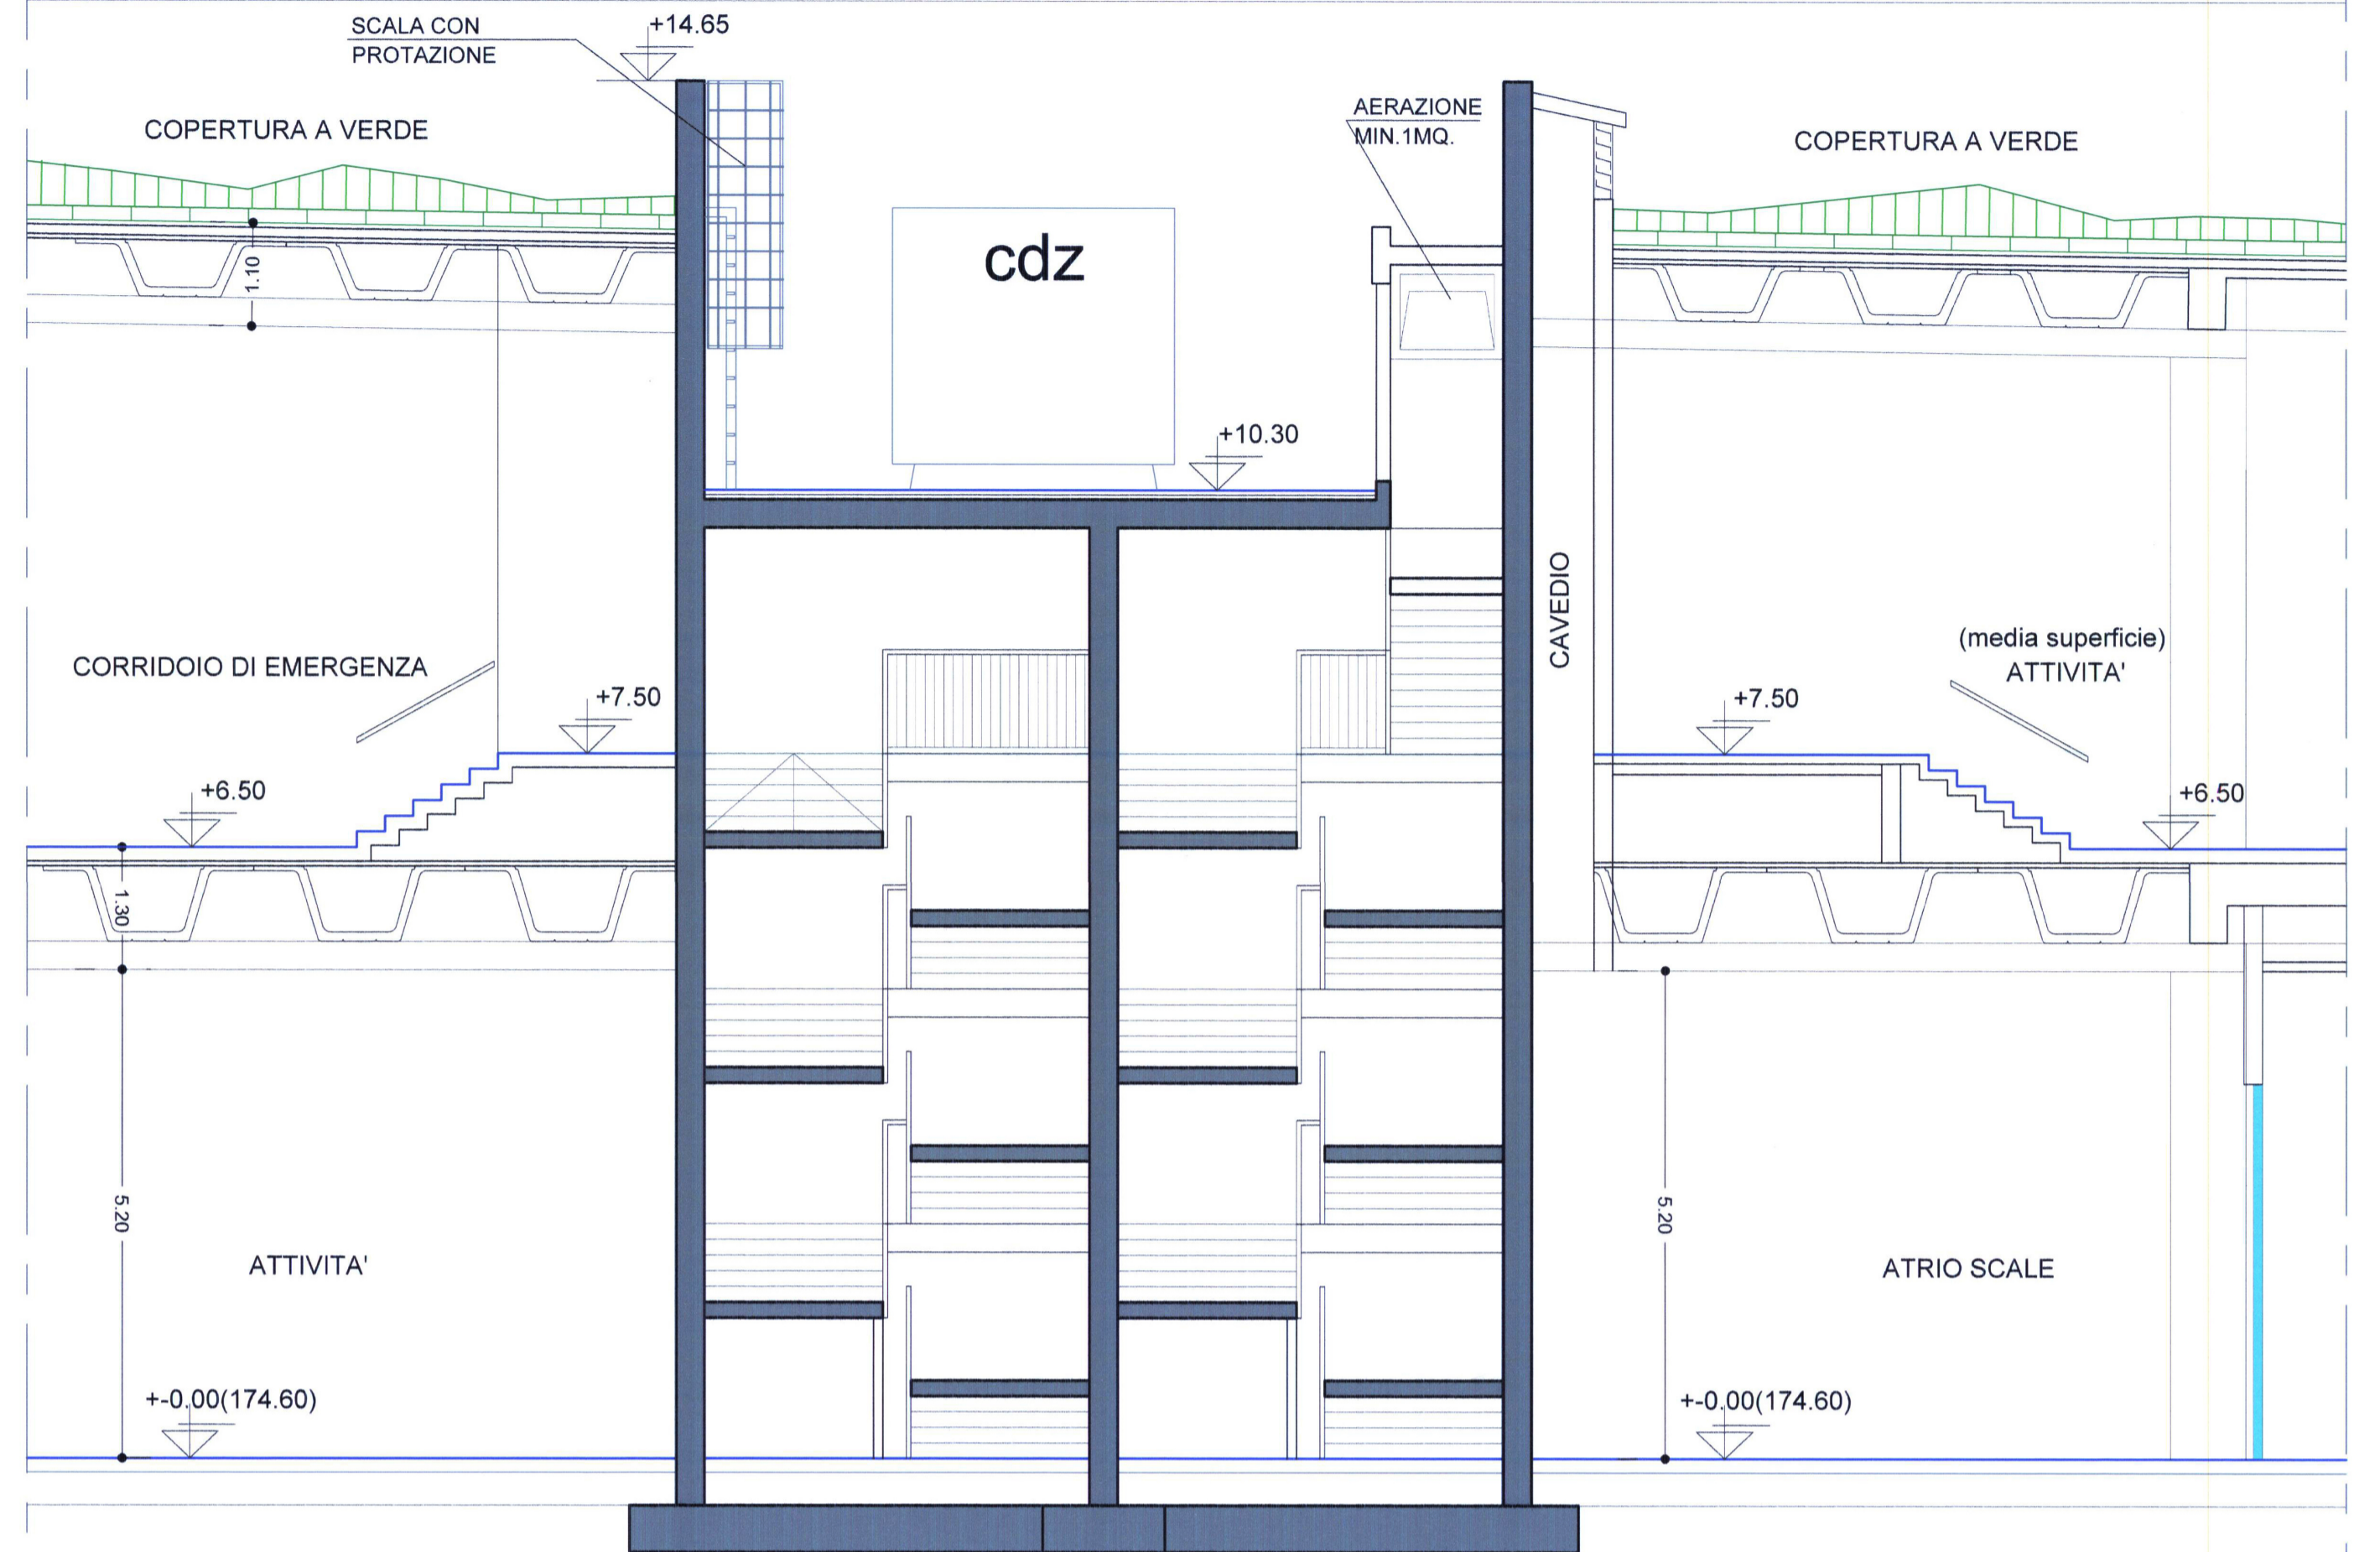 SCALA CON
PROTAZIONE
+14.65
COPERTURA A VERDE
AERAZIONE
MIN.1MQ.
COPERTURA A VERDE
1.10
cdz
+10.30
CAVEDIO
CORRIDOIO DI EMERGENZA
+7.50
+6.50
(media superficie)
ATTIVITA'
+7.50
+6.50
1.30
5.20
5.20
ATTIVITA'
ATRIO SCALE
+-0.00(174.60)
+-0.00(174.60)